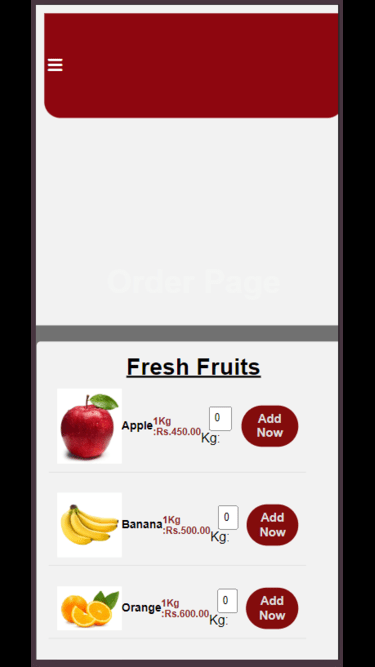 Order Page
Fresh Fruits
Apple
1Kg
:Rs.450.00
0
Kg:
Add
Now
Banana
1Kg
:Rs.500.00
0
Kg:
Add
Now
Orange
1Kg
:Rs.600.00
0
Kg:
Add
Now